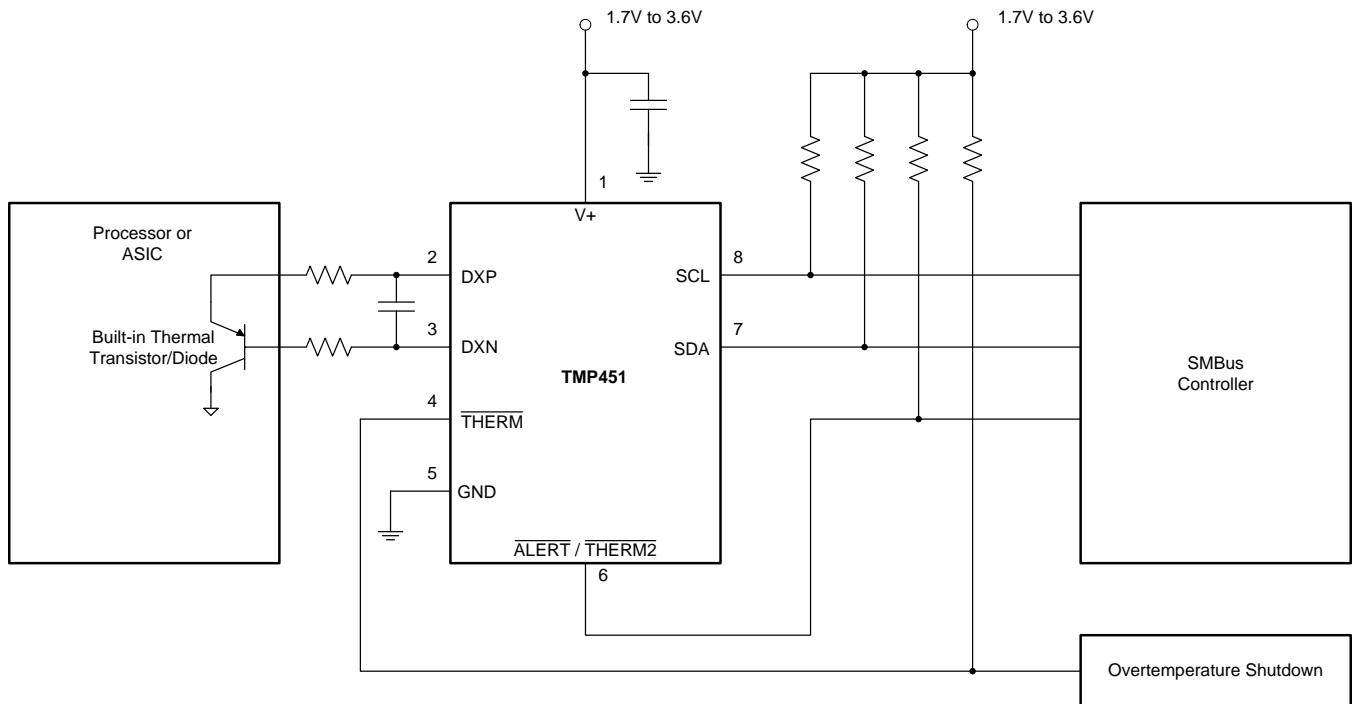 1.7V to 3.6V
1.7V to 3.6V
1
V+
Processor or
ASIC
Built-in Thermal
Transistor/Diode
2
DXP
3
DXN
TMP451
4
THERM
5
GND
ALERT / THERM2
6
SCL
8
SDA
7
SMBus
Controller
Overtemperature Shutdown